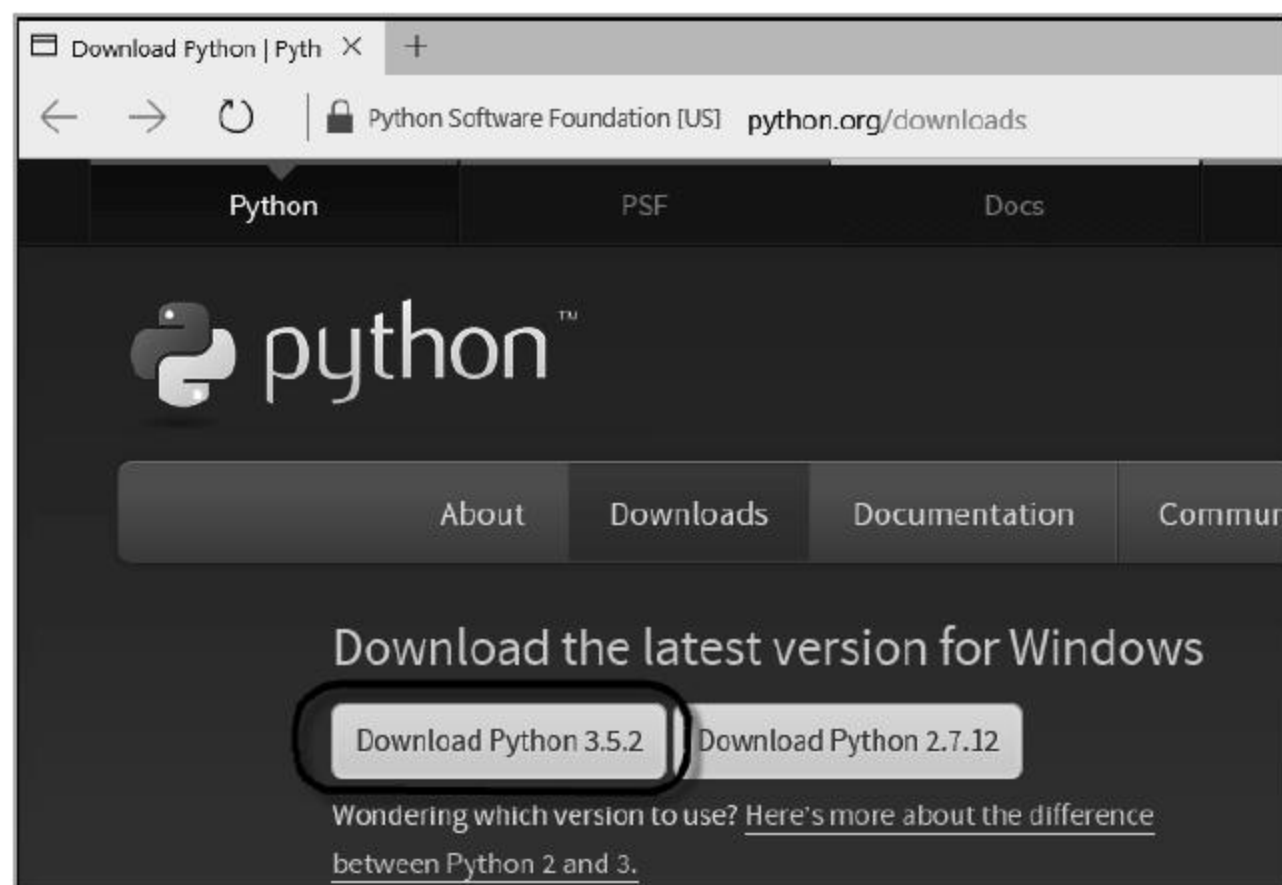 Download Python | Pyth
Python Software Foundation [US] python.org/downloads
Python PSF Docs
python™
About Downloads Documentation Commun
Download the latest version for Windows
Download Python 3.5.2 Download Python 2.7.12
Wondering which version to use? Here's more about the difference
between Python 2 and 3.